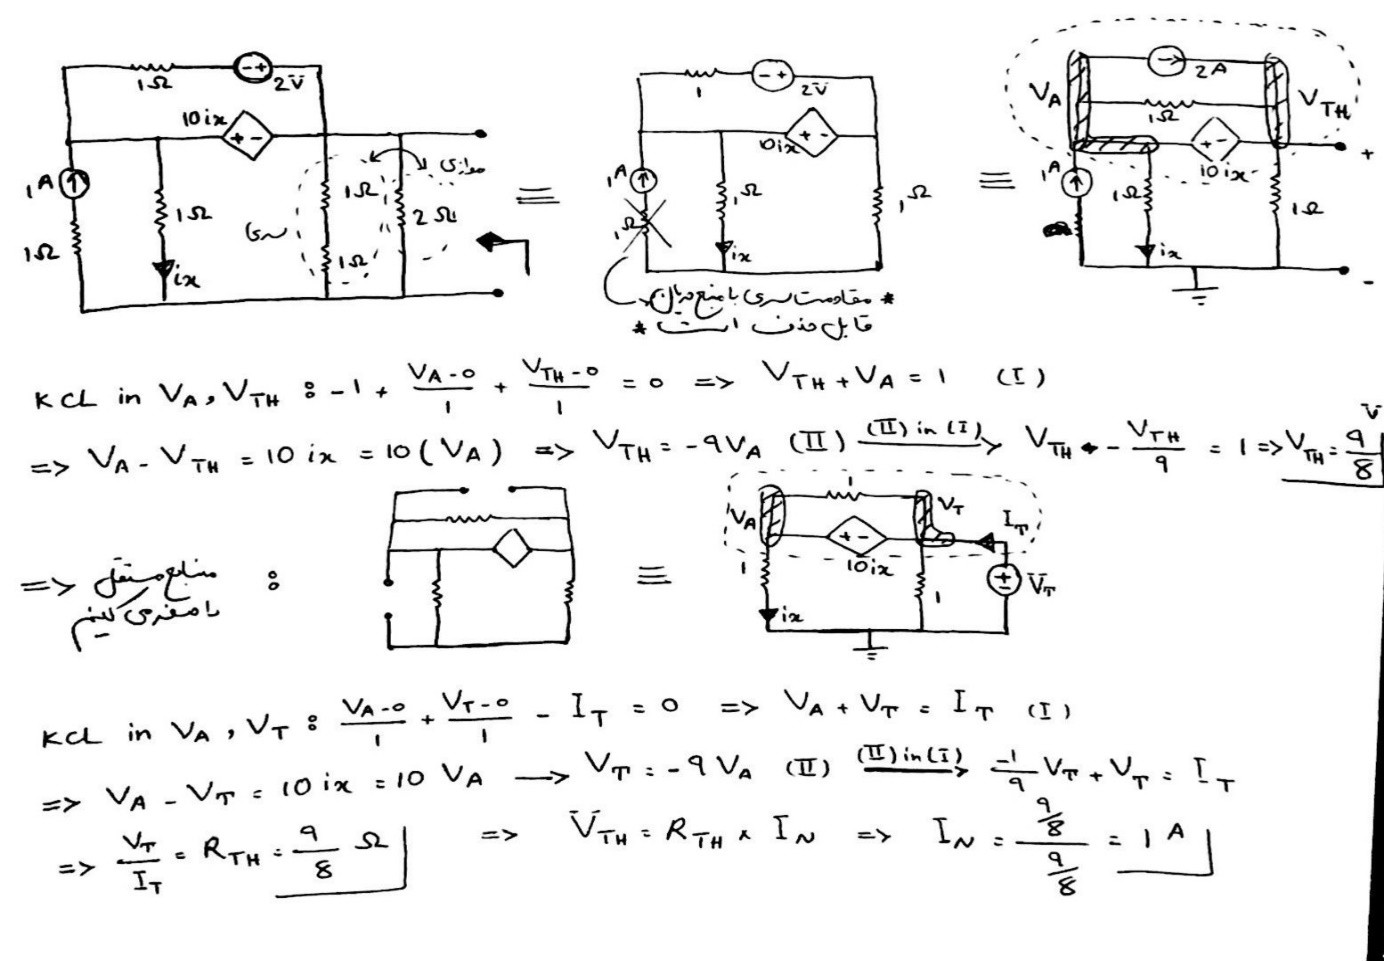 1Ω 2V
10ix
1A 1Ω موازی
1Ω سری 1Ω 2Ω
ix 1Ω
≡
1 2V
10ix
1A 1Ω 1Ω
1Ω ix
* مقاومت سری با منبع جریان
قابل حذف است *
≡
2A
VA 1Ω VTH
10ix +
1A 1Ω 1Ω
ix -
KCL in VA, VTH : -1 + (VA-0)/1 + (VTH-0)/1 = 0 => VTH + VA = 1 (I)
=> VA - VTH = 10 ix = 10(VA) => VTH = -9VA (II) (II) in (I) → VTH - VTH/9 = 1 => VTH = 9/8 V
=> منابع مستقل را صفر می کنیم :
≡
1
VA VT IT
10ix
1 1 VT
ix
KCL in VA, VT : (VA-0)/1 + (VT-0)/1 - IT = 0 => VA + VT = IT (I)
=> VA - VT = 10 ix = 10 VA → VT = -9 VA (II) (II) in (I) → -1/9 VT + VT = IT
=> VT/IT = RTH = 9/8 Ω => VTH = RTH × IN => IN = (9/8)/(9/8) = 1 A